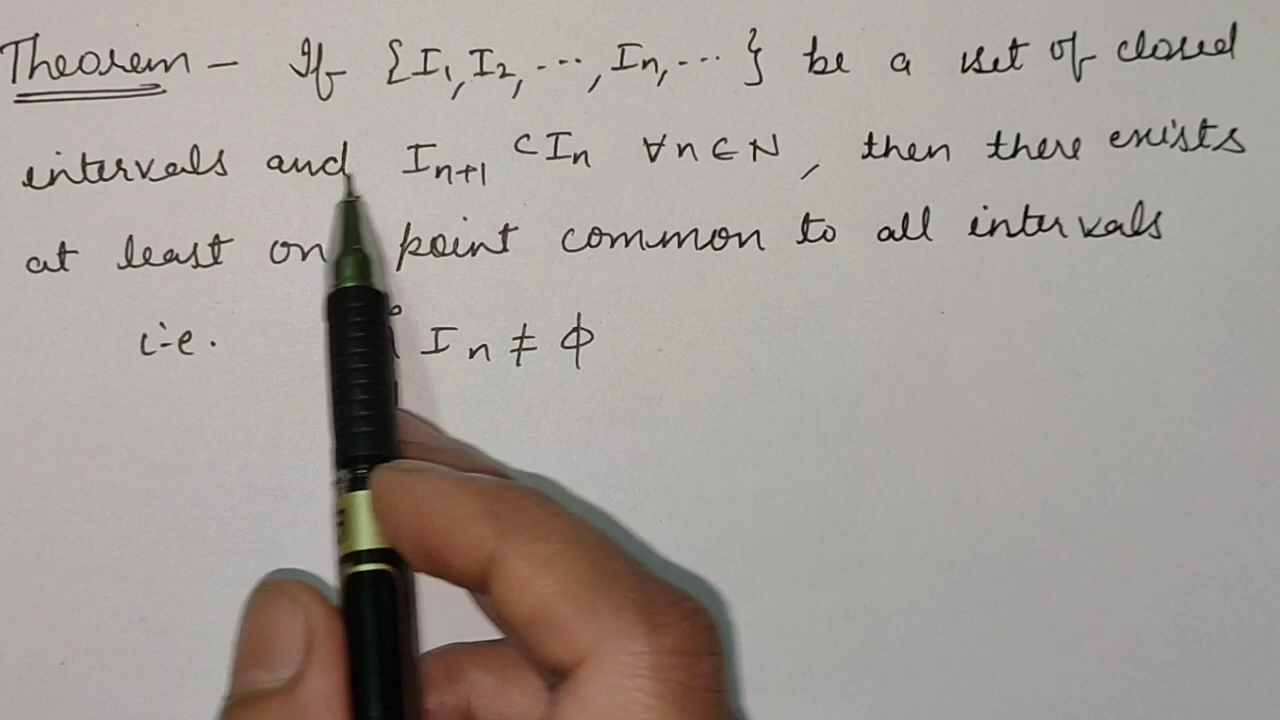 Theorem - If {I1, I2, ..., In, ... } be a set of closed
intervals and In+1 ⊂ In ∀n∈N, then there exists
at least on point common to all intervals
i.e. In ≠ ϕ